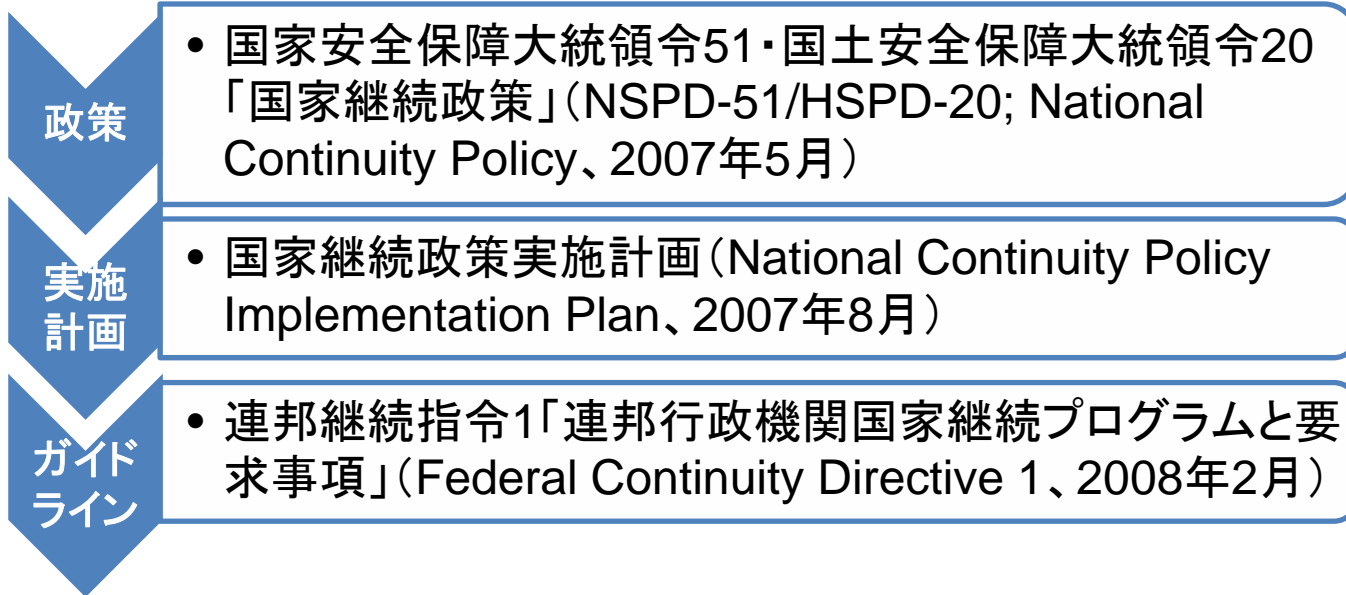 政策
• 国家安全保障大統領令51・国土安全保障大統領令20
「国家継続政策」（NSPD-51/HSPD-20; National
Continuity Policy、2007年5月）
実施
計画
• 国家継続政策実施計画（National Continuity Policy
Implementation Plan、2007年8月）
ガイド
ライン
• 連邦継続指令1「連邦行政機関国家継続プログラムと要
求事項」（Federal Continuity Directive 1、2008年2月）